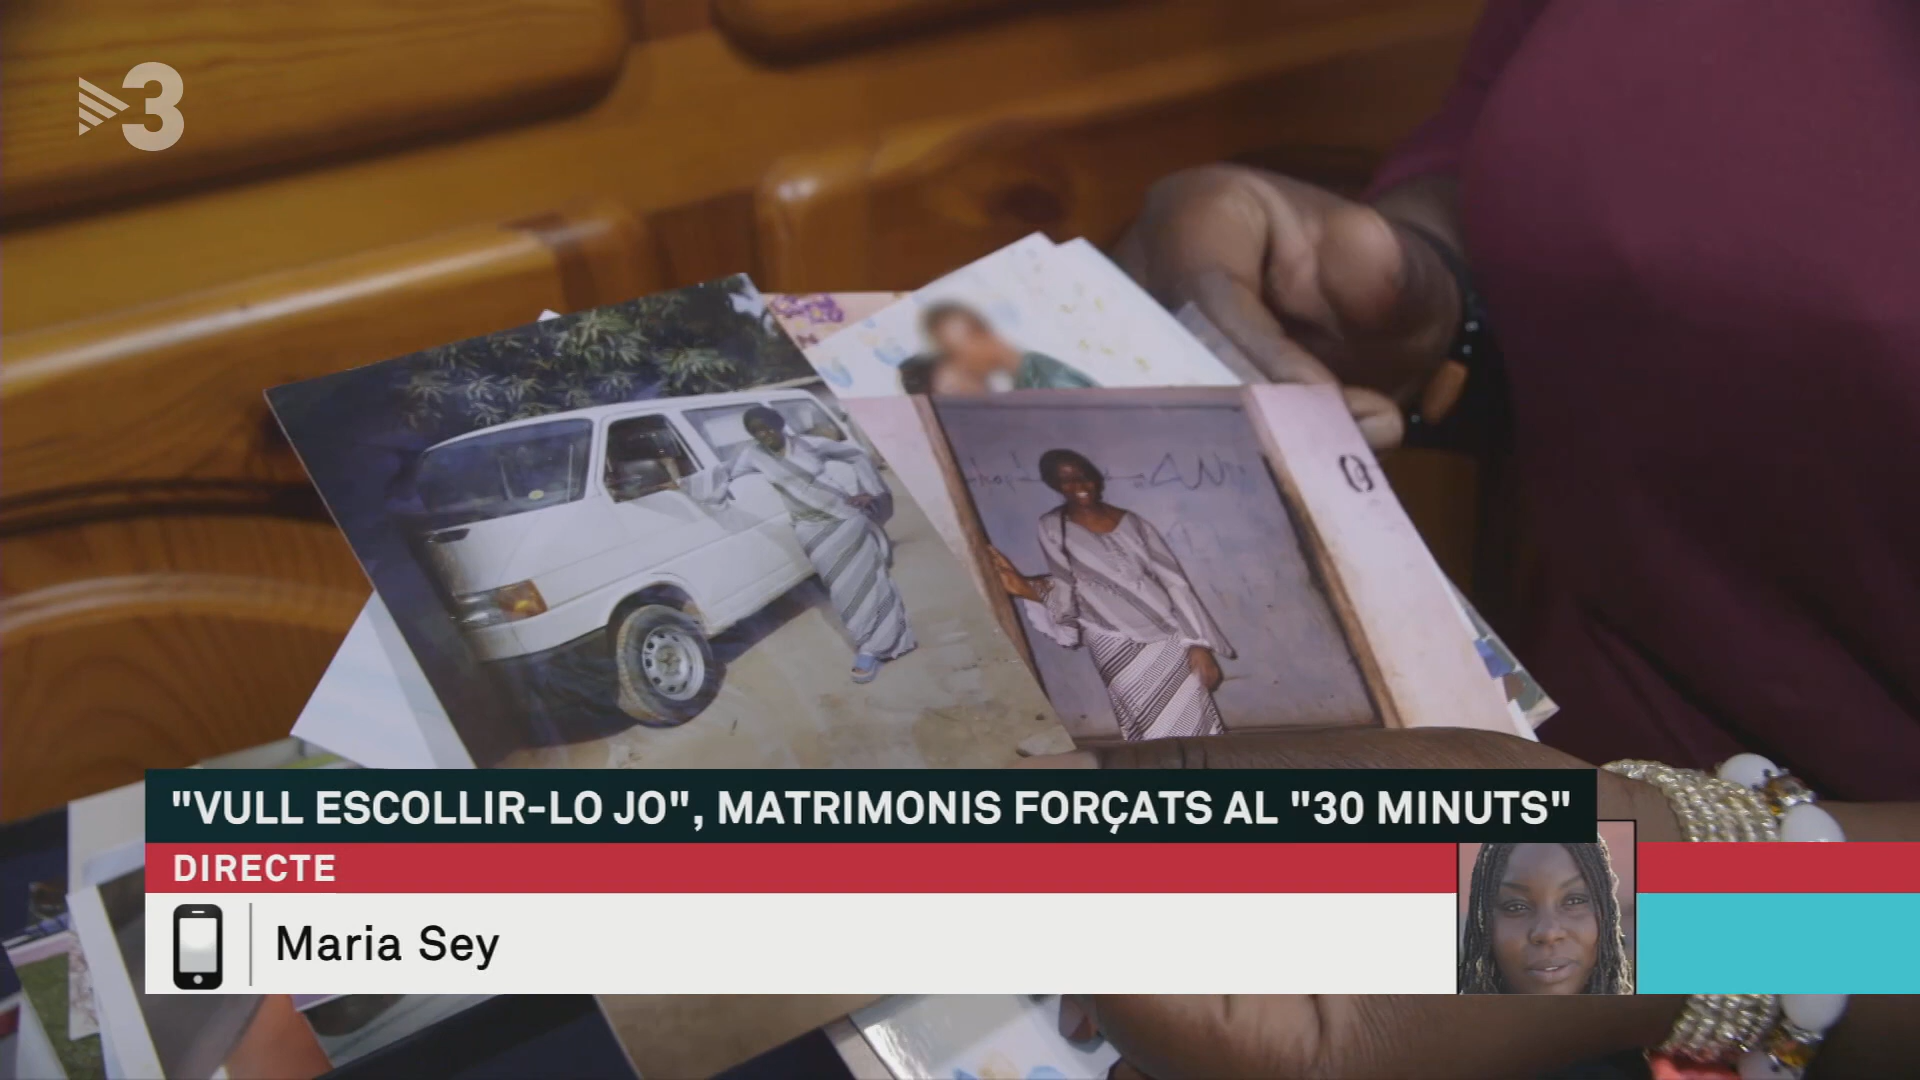 3
"VULL ESCOLLIR-LO JO", MATRIMONIS FORÇATS AL "30 MINUTS"
DIRECTE
Maria Sey